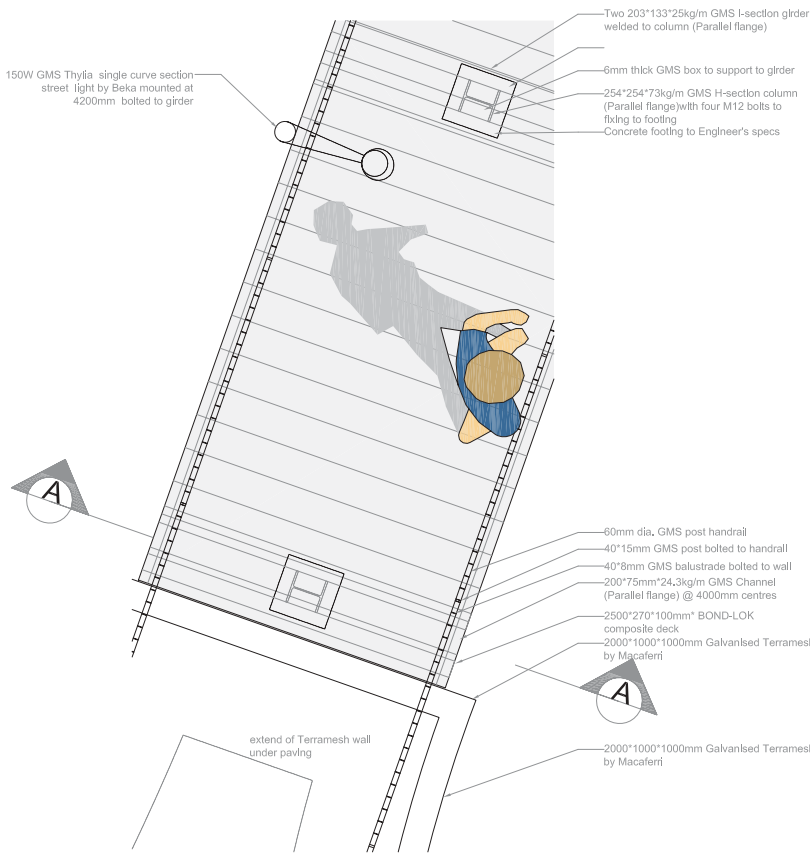 Two 203*133*25kg/m GMS I-section girder
welded to column (Parallel flange)
6mm thick GMS box to support to girder
254*254*73kg/m GMS H-section column
(Parallel flange)with four M12 bolts to
fixing to footing
Concrete footing to Engineer's specs
150W GMS Thylia single curve section
street light by Beka mounted at
4200mm bolted to girder
A
60mm dia. GMS post handrail
40*15mm GMS post bolted to handrail
40*8mm GMS balustrade bolted to wall
200*75mm*24.3kg/m GMS Channel
(Parallel flange) @ 4000mm centres
2500*270*100mm* BOND-LOK
composite deck
2000*1000*1000mm Galvanised Terramesh
by Macaferri
A
extend of Terramesh wall
under paving
2000*1000*1000mm Galvanised Terramesh
by Macaferri